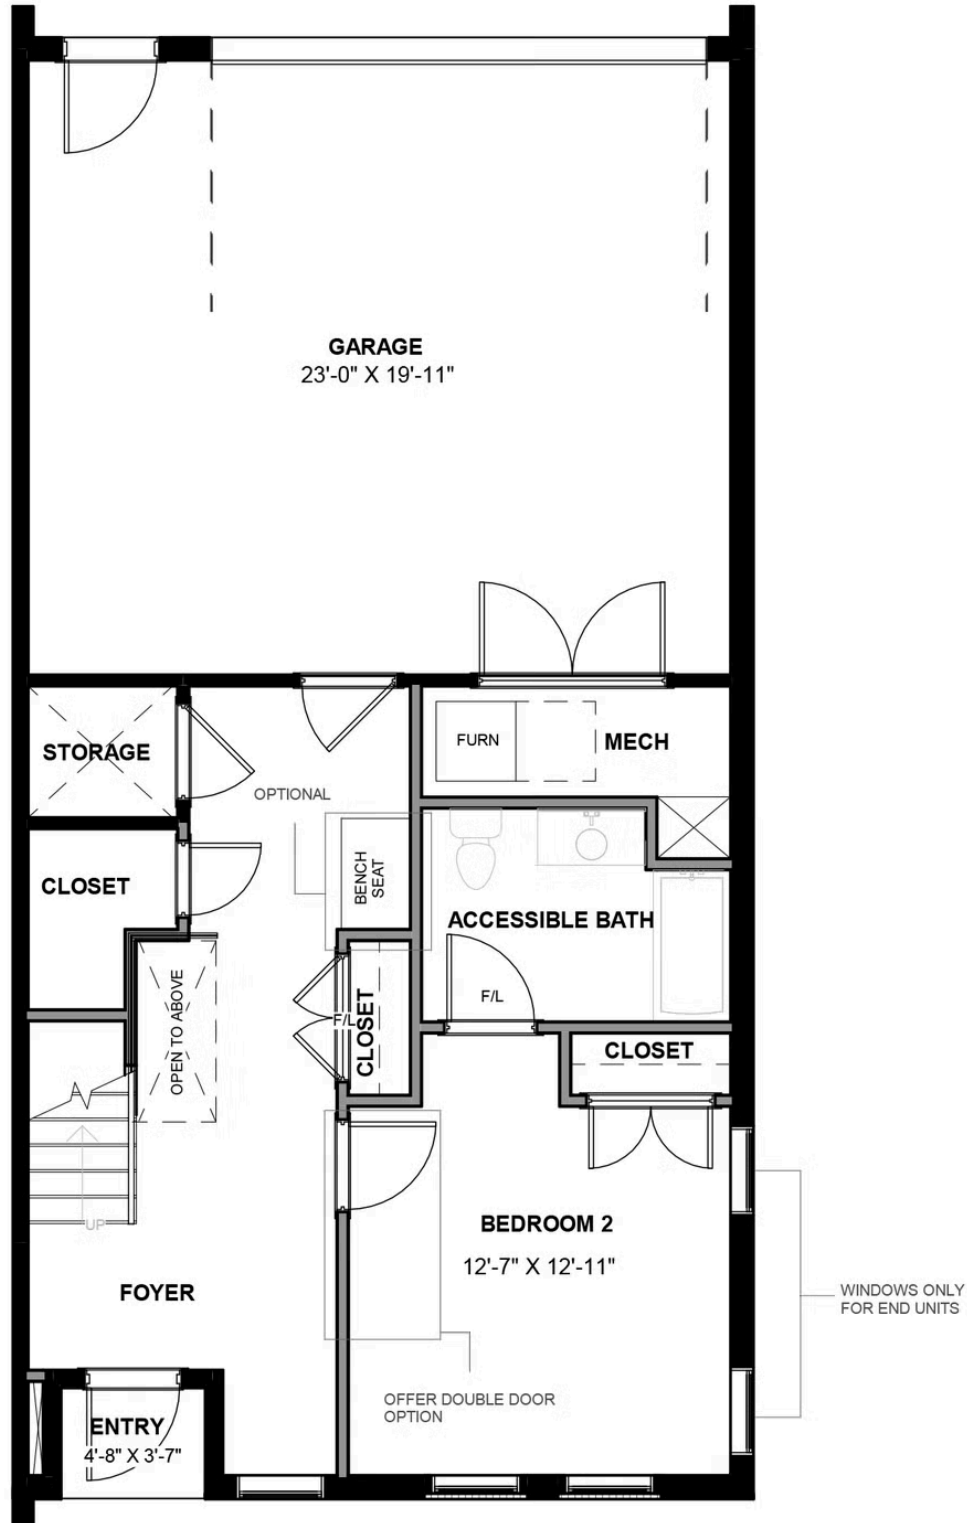 GARAGE
23'-0" X 19'-11"
STORAGE
FURN
MECH
OPTIONAL
BENCH
SEAT
CLOSET
ACCESSIBLE BATH
OPEN TO ABOVE
F/L
F/L
CLOSET
CLOSET
UP
BEDROOM 2
12'-7" X 12'-11"
FOYER
WINDOWS ONLY
FOR END UNITS
OFFER DOUBLE DOOR
OPTION
ENTRY
4'-8" X 3'-7"